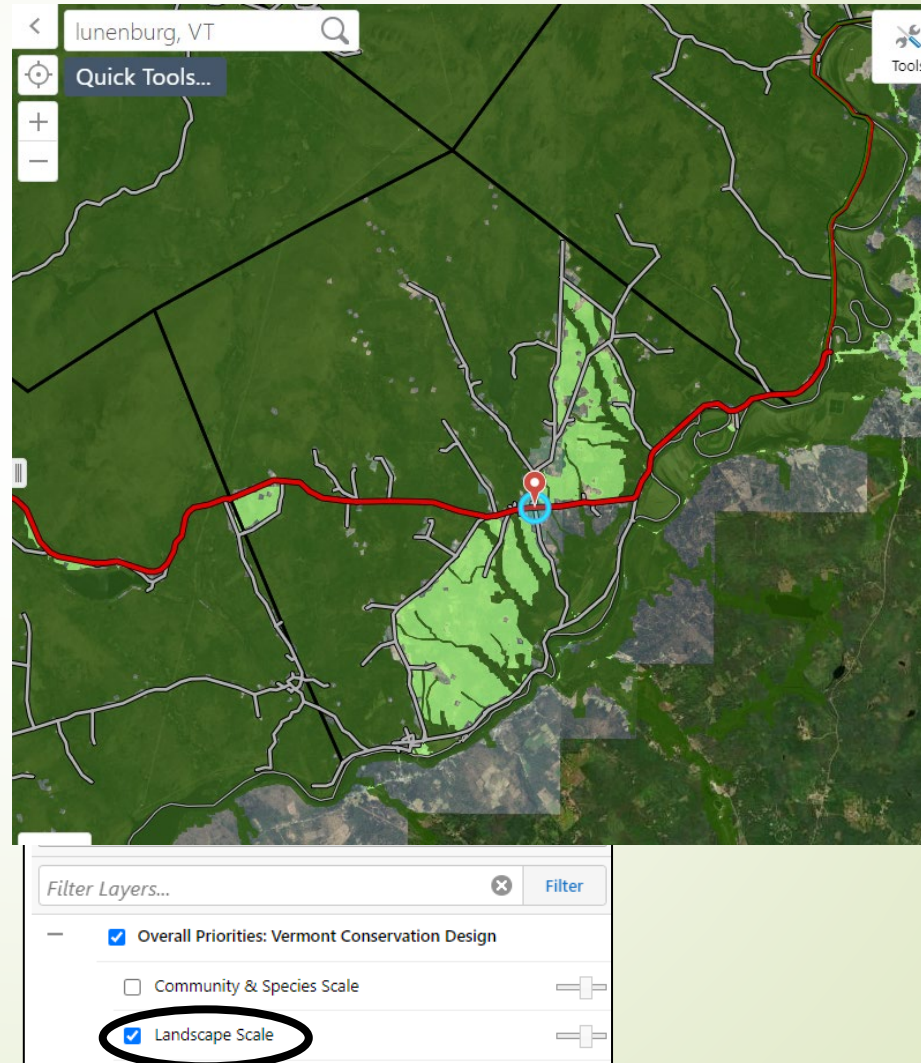 lunenburg, VT
Quick Tools...
Tools
Filter Layers...
Filter
Overall Priorities: Vermont Conservation Design
Community & Species Scale
Landscape Scale